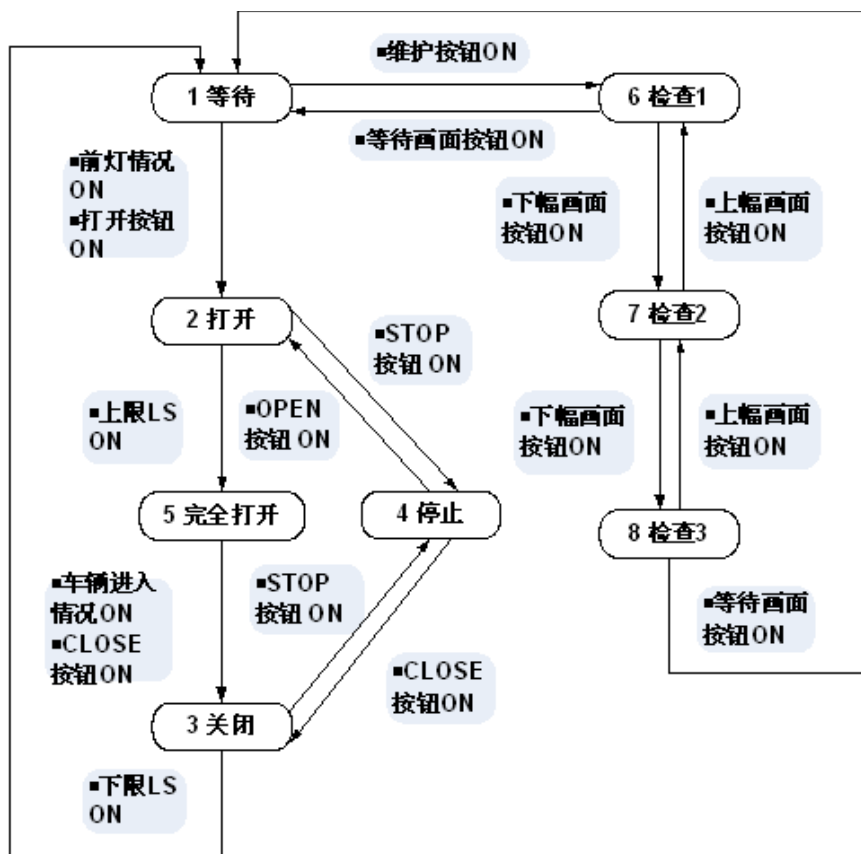 ■维护按钮ON
1 等待
6 检查1
■等待画面按钮ON
■前灯情况
ON
■打开按钮
ON
■下幅画面
按钮ON
■上幅画面
按钮ON
2 打开
7 检查2
■STOP
按钮 ON
■上限LS
ON
■OPEN
按钮 ON
■下幅画面
按钮ON
■上幅画面
按钮ON
5 完全打开
4 停止
8 检查3
■车辆进入
情况ON
■CLOSE
按钮ON
■STOP
按钮 ON
■等待画面
按钮ON
■CLOSE
按钮ON
3 关闭
■下限LS
ON